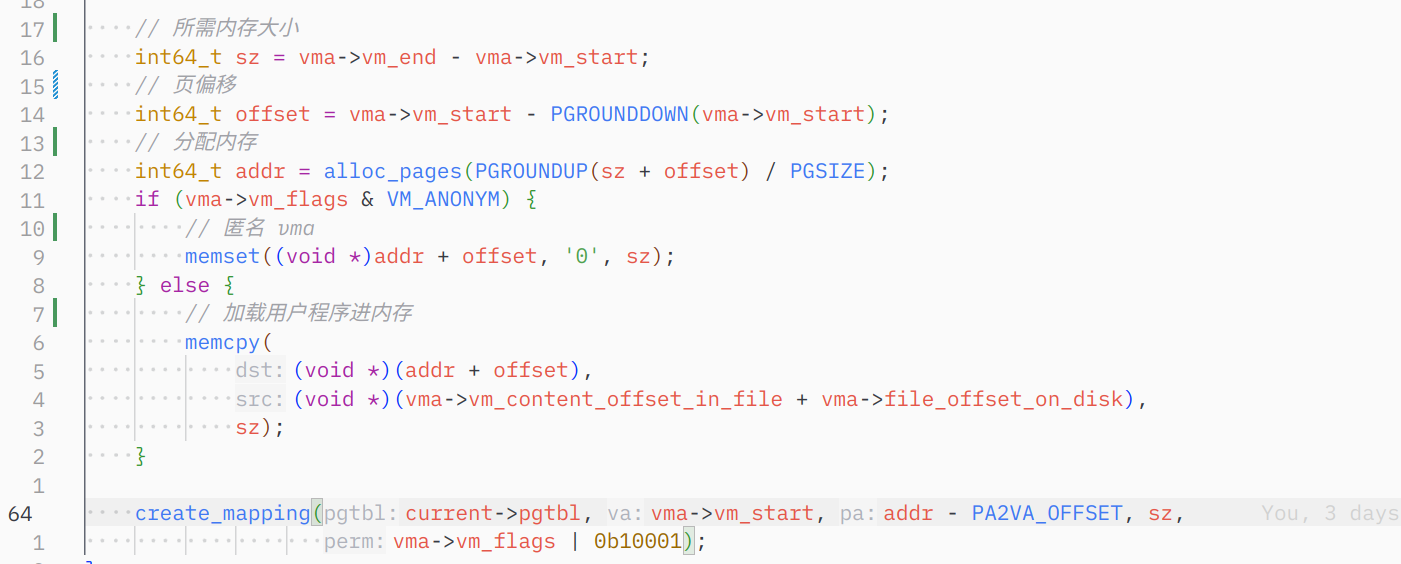 18
17 // 所需内存大小
16 int64_t sz = vma->vm_end - vma->vm_start;
15 // 页偏移
14 int64_t offset = vma->vm_start - PGROUNDDOWN(vma->vm_start);
13 // 分配内存
12 int64_t addr = alloc_pages(PGROUNDUP(sz + offset) / PGSIZE);
11 if (vma->vm_flags & VM_ANONYM) {
10 // 匿名 vma
9 memset((void *)addr + offset, '0', sz);
8 } else {
7 // 加载用户程序进内存
6 memcpy(
5 dst: (void *)(addr + offset),
4 src: (void *)(vma->vm_content_offset_in_file + vma->file_offset_on_disk),
3 sz);
2 }
1
64 create_mapping(pgtbl: current->pgtbl, va: vma->vm_start, pa: addr - PA2VA_OFFSET, sz, You, 3 days
1 perm: vma->vm_flags | 0b10001);